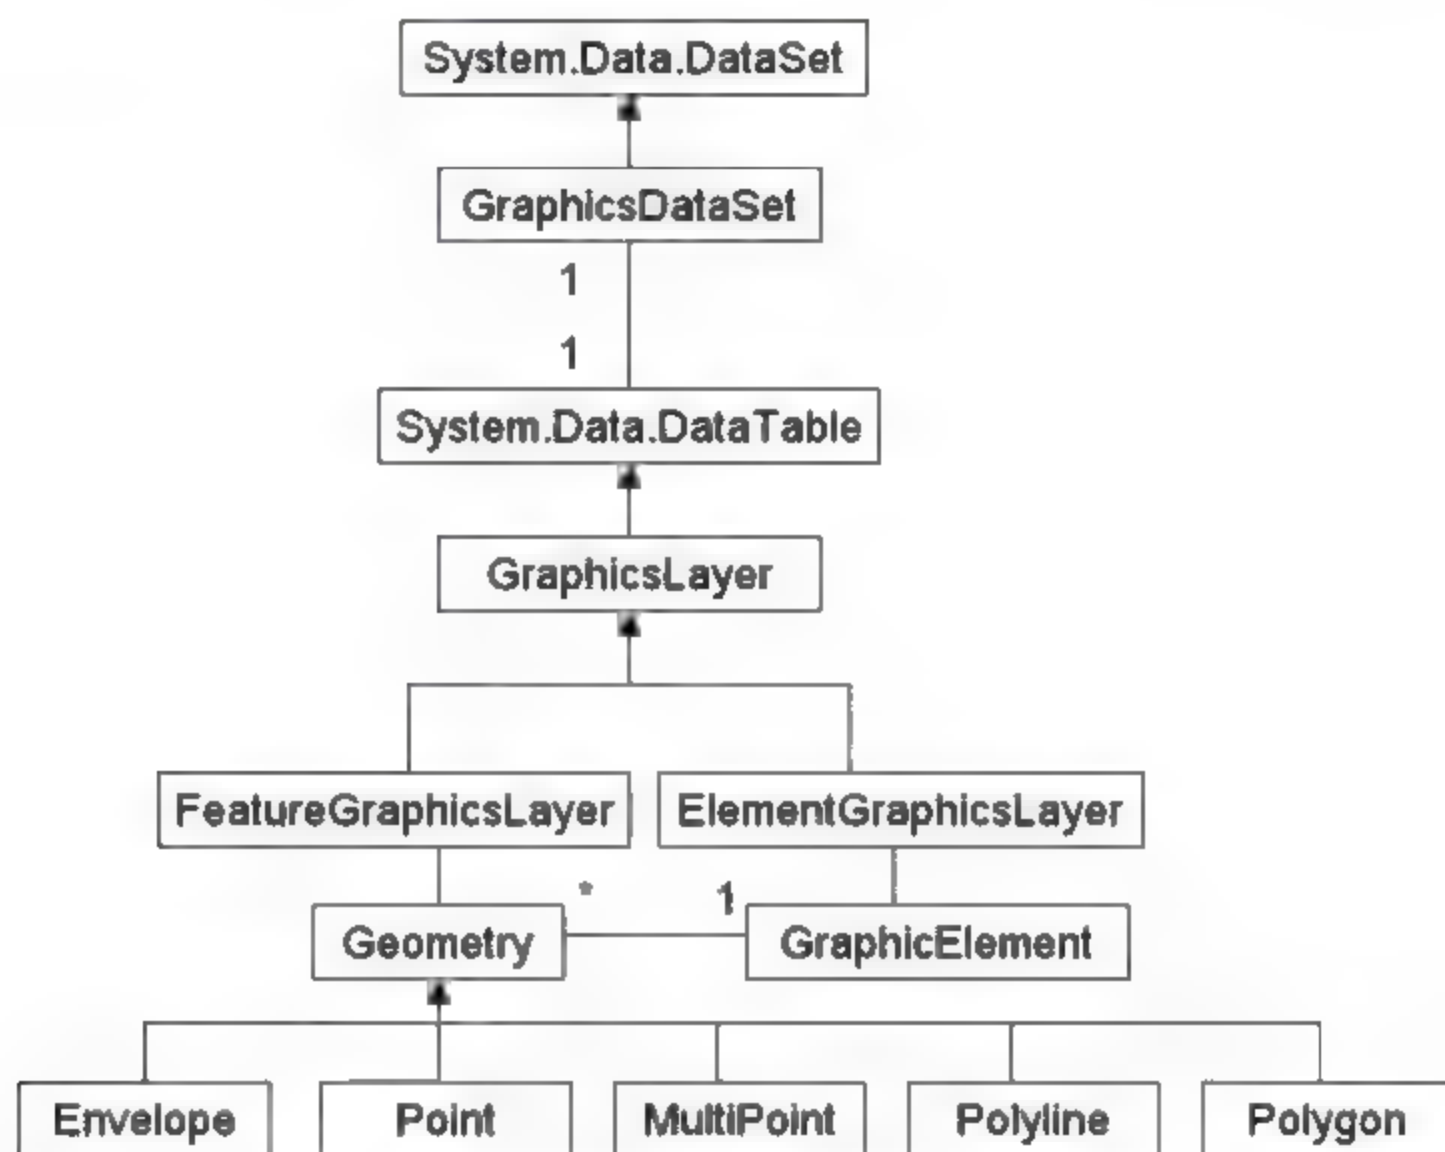 System.Data.DataSet
GraphicsDataSet
1
1
System.Data.DataTable
GraphicsLayer
FeatureGraphicsLayer ElementGraphicsLayer
* 1
Geometry GraphicElement
Envelope Point MultiPoint Polyline Polygon